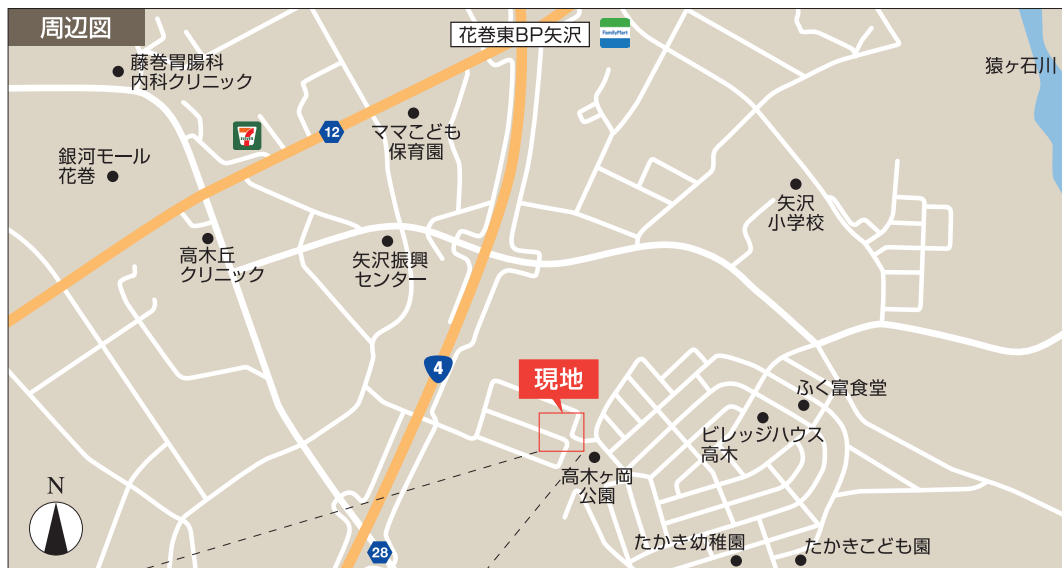 周辺図
花巻東BP矢沢
FamilyMart
猿ヶ石川
藤巻胃腸科
内科クリニック
7
ELEVEN
12
ママこども
保育園
銀河モール
花巻
矢沢
小学校
高木丘
クリニック
矢沢振興
センター
4
現地
ふく富食堂
ビレッジハウス
高木
高木ヶ岡
公園
N
28
たかき幼稚園
たかきこども園